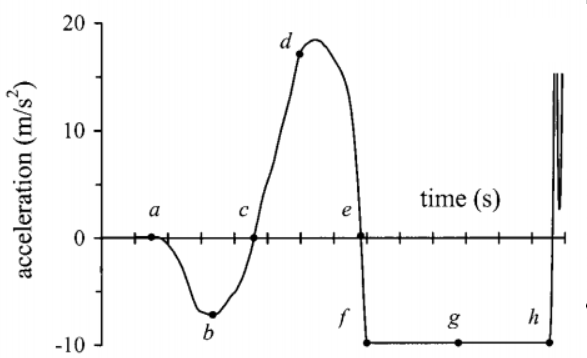 20
d
10
a
c
e
time (s)
0
b
f
g
h
-10
acceleration (m/s²)